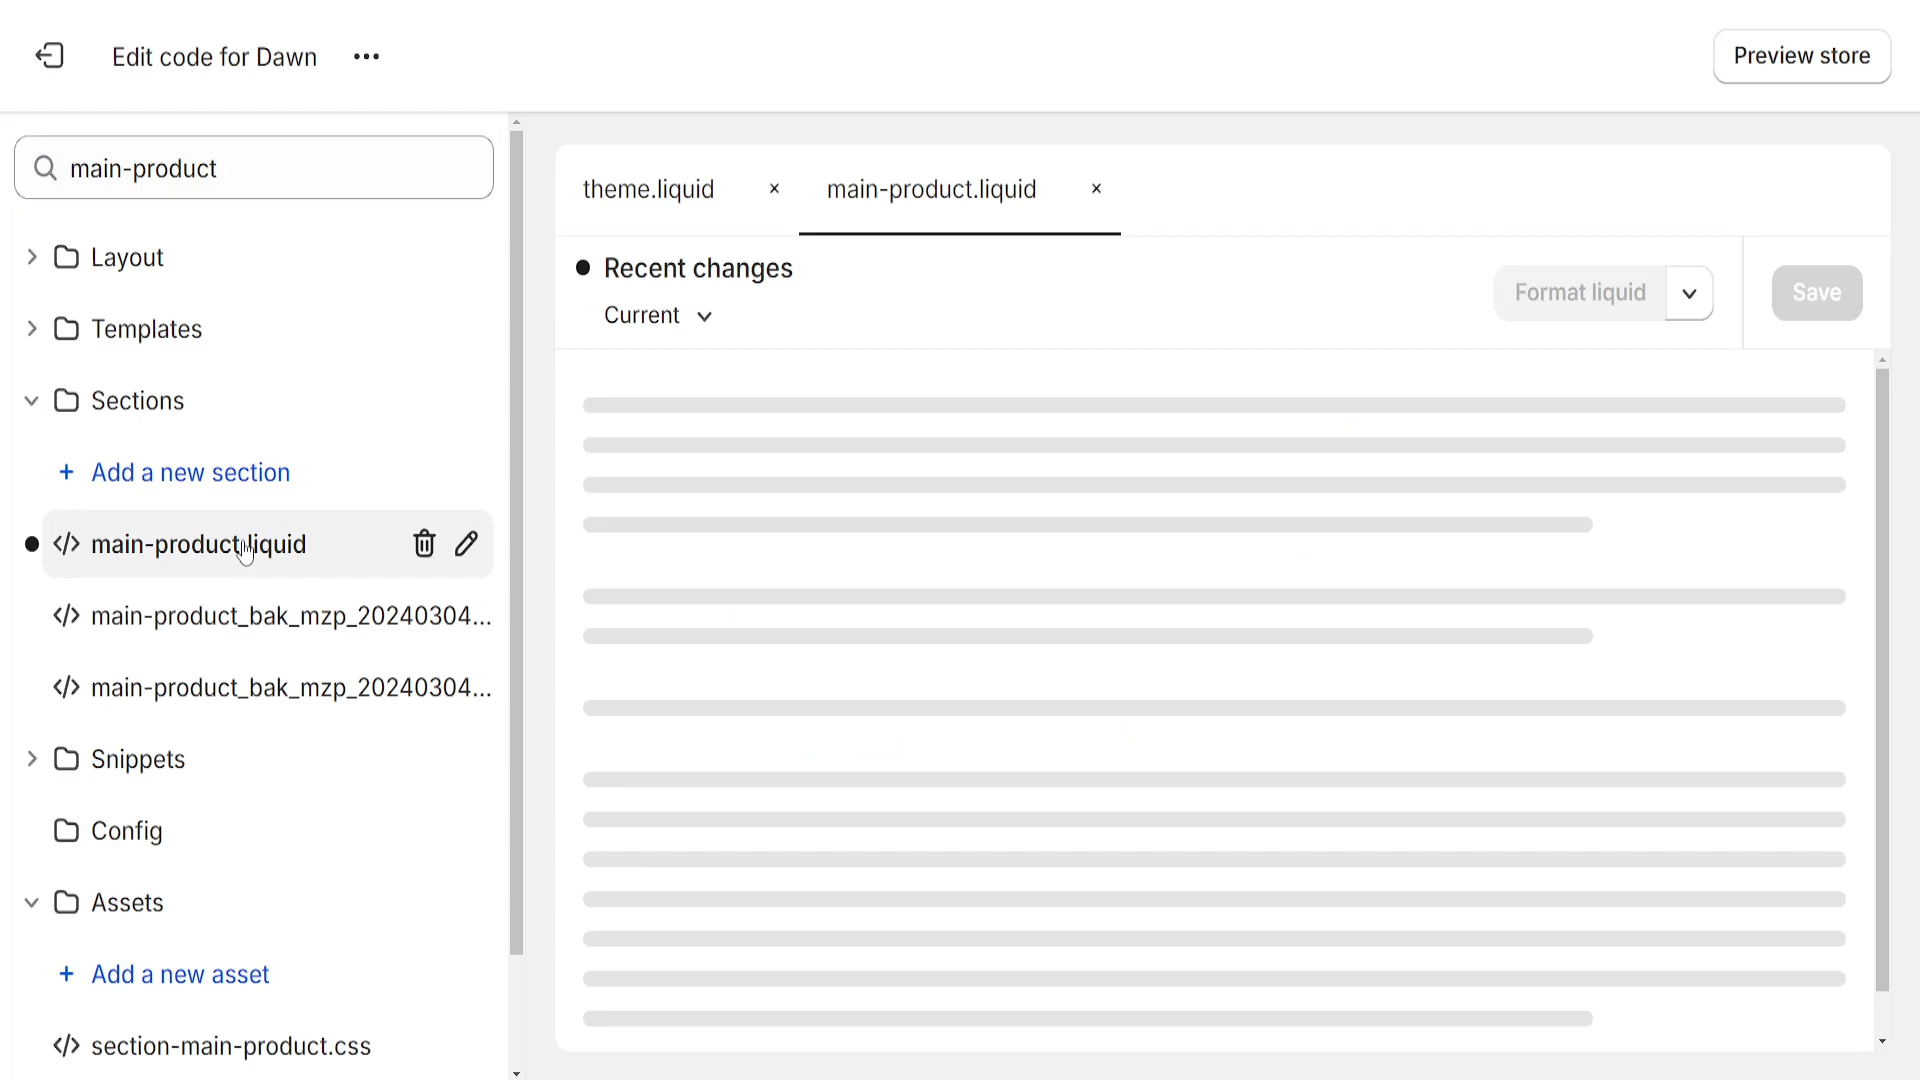 Edit code for Dawn
Preview store
main-product
Layout
Templates
Sections
+ Add a new section
main-product.liquid
main-product_bak_mzp_20240304...
main-product_bak_mzp_20240304...
Snippets
Config
Assets
+ Add a new asset
section-main-product.css
theme.liquid
main-product.liquid
Recent changes
Current
Format liquid
Save